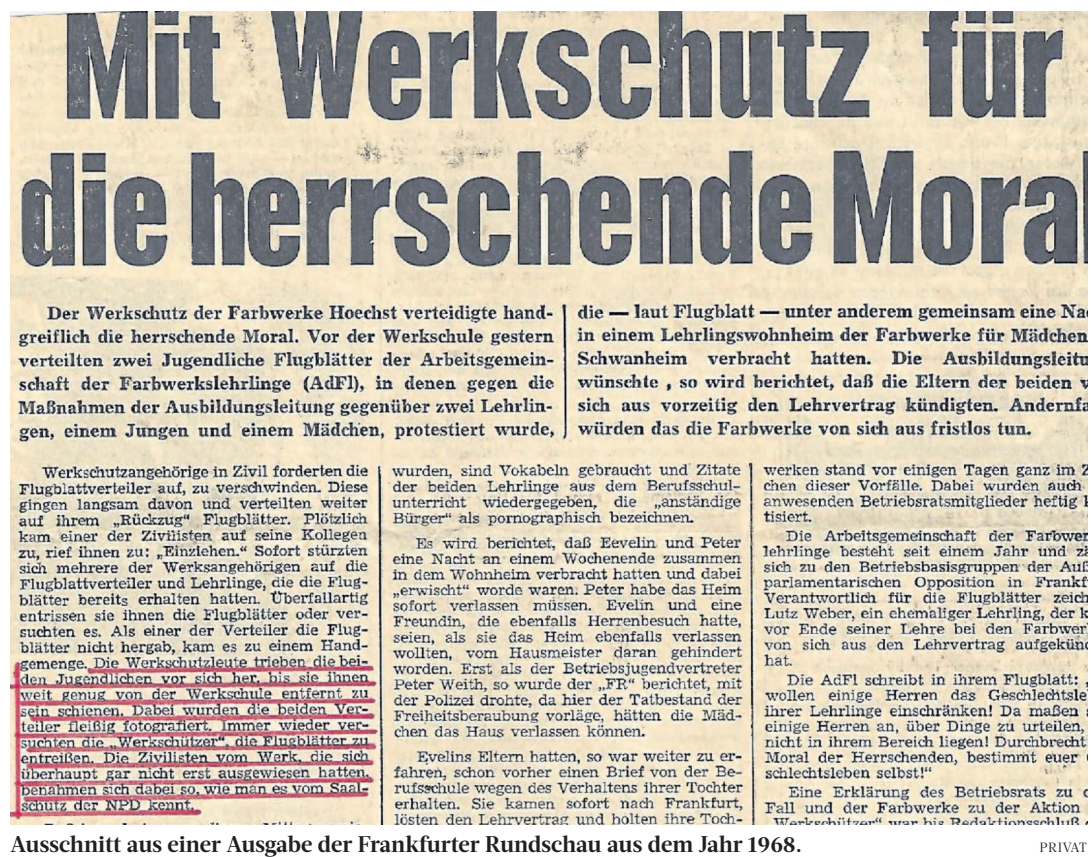 Mit Werkschutz für
die herrschende Mora
Der Werkschutz der Farbwerke Hoechst verteidigte hand-
greiflich die herrschende Moral. Vor der Werkschule gestern
verteilten zwei Jugendliche Flugblätter der Arbeitsgemein-
schaft der Farbwerkslehrlinge (AdFl), in denen gegen die
Maßnahmen der Ausbildungsleitung gegenüber zwei Lehrlin-
gen, einem Jungen und einem Mädchen, protestiert wurde,
die — laut Flugblatt — unter anderem gemeinsam eine Na
in einem Lehrlingswohnheim der Farbwerke für Mädchen
Schwanheim verbracht hatten. Die Ausbildungsleitu
wünschte , so wird berichtet, daß die Eltern der beiden v
sich aus vorzeitig den Lehrvertrag kündigten. Andernfa
würden das die Farbwerke von sich aus fristlos tun.
Werkschutzangehörige in Zivil forderten die
Flugblattverteiler auf, zu verschwinden. Diese
gingen langsam davon und verteilten weiter
auf ihrem „Rückzug“ Flugblätter. Plötzlich
kam einer der Zivilisten auf seine Kollegen
zu, rief ihnen zu: „Einziehen.“ Sofort stürzten
sich mehrere der Werksangehörigen auf die
Flugblattverteiler und Lehrlinge, die die Flug-
blätter bereits erhalten hatten. Überfallartig
entrissen sie ihnen die Flugblätter oder ver-
suchten es. Als einer der Verteiler die Flug-
blätter nicht hergab, kam es zu einem Hand-
gemenge. Die Werkschutzleute trieben die bei-
den Jugendlichen vor sich her, bis sie ihnen
weit genug von der Werkschule entfernt zu
sein schienen. Dabei wurden die beiden Ver-
teiler fleißig fotografiert. Immer wieder ver-
suchten die „Werkschützer“, die Flugblätter zu
entreißen. Die Zivilisten vom Werk, die sich
überhaupt gar nicht erst ausgewiesen hatten,
benahmen sich dabei so, wie man es vom Saal-
schutz der NPD kennt.
wurden, sind Vokabeln gebraucht und Zitate
der beiden Lehrlinge aus dem Berufsschul-
unterricht wiedergegeben, die „anständige
Bürger“ als pornographisch bezeichnen.
Es wird berichtet, daß Eevelin und Peter
eine Nacht an einem Wochenende zusammen
in dem Wohnheim verbracht hatten und dabei
„erwischt“ worde waren. Peter habe das Heim
sofort verlassen müssen. Evelin und eine
Freundin, die ebenfalls Herrenbesuch hatte,
seien, als sie das Heim ebenfalls verlassen
wollten, vom Hausmeister daran gehindert
worden. Erst als der Betriebsjugendvertreter
Peter Weith, so wurde der „FR“ berichtet, mit
der Polizei drohte, da hier der Tatbestand der
Freiheitsberaubung vorläge, hätten die Mäd-
chen das Haus verlassen können.
Evelins Eltern hatten, so war weiter zu er-
fahren, schon vorher einen Brief von der Be-
rufsschule wegen des Verhaltens ihrer Tochter
erhalten. Sie kamen sofort nach Frankfurt,
lösten den Lehrvertrag und holten ihre Toch-
werken stand vor einigen Tagen ganz im Z
chen dieser Vorfälle. Dabei wurden auch
anwesenden Betriebsratsmitglieder heftig
tisiert.
Die Arbeitsgemeinschaft der Farbwer
lehrlinge besteht seit einem Jahr und zä
sich zu den Betriebsbasisgruppen der Auß
parlamentarischen Opposition in Frankf
Verantwortlich für die Flugblätter zeich
Lutz Weber, ein ehemaliger Lehrling, der k
vor Ende seiner Lehre bei den Farbwer
von sich aus den Lehrvertrag aufgekünd
hat.
Die AdFl schreibt in ihrem Flugblatt: „
wollen einige Herren das Geschlechtsle
ihrer Lehrlinge einschränken! Da maßen s
einige Herren an, über Dinge zu urteilen,
nicht in ihrem Bereich liegen! Durchbrecht
Moral der Herrschenden, bestimmt euer
schlechtsleben selbst!“
Eine Erklärung des Betriebsrats zu d
Fall und der Farbwerke zu der Aktion
Werkschützer“ war bis Redaktionsschluß
Ausschnitt aus einer Ausgabe der Frankfurter Rundschau aus dem Jahr 1968.
PRIVAT